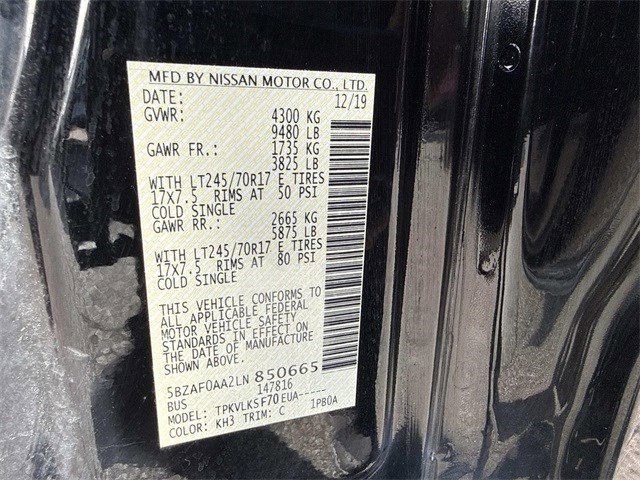 MFD BY NISSAN MOTOR CO., LTD.
DATE: 12/19
GVWR: 4300 KG
9480 LB
GAWR FR.: 1735 KG
3825 LB
WITH LT245/70R17 E TIRES
17X7.5 RIMS AT 50 PSI
COLD SINGLE
GAWR RR.: 2665 KG
5875 LB
WITH LT245/70R17 E TIRES
17X7.5 RIMS AT 80 PSI
COLD SINGLE
THIS VEHICLE CONFORMS TO
ALL APPLICABLE FEDERAL
MOTOR VEHICLE SAFETY
STANDARDS IN EFFECT ON
THE DATE OF MANUFACTURE
SHOWN ABOVE.
5BZAF0AA2LN 850665
BUS 147816
MODEL: TPKVLKSF70EUA-----
COLOR: KH3 TRIM: C 1PB0A